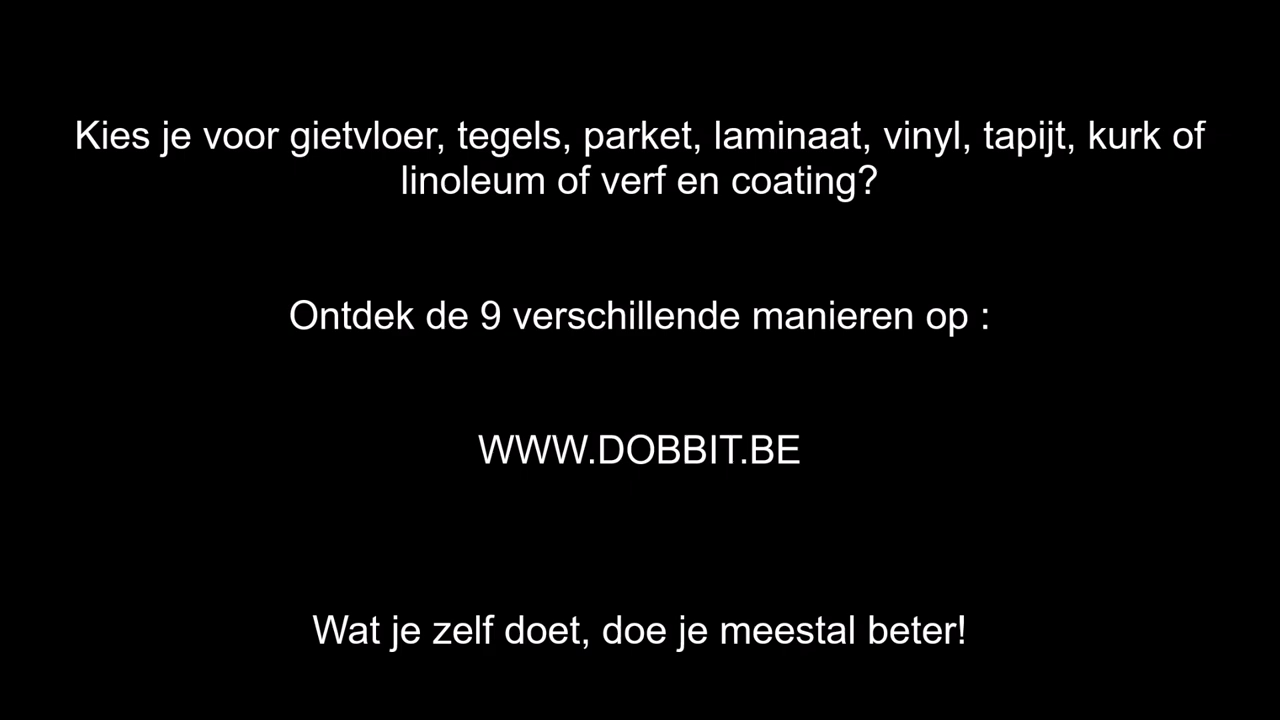 Kies je voor gietvloer, tegels, parket, laminaat, vinyl, tapijt, kurk of
linoleum of verf en coating?
Ontdek de 9 verschillende manieren op :
WWW.DOBBIT.BE
Wat je zelf doet, doe je meestal beter!